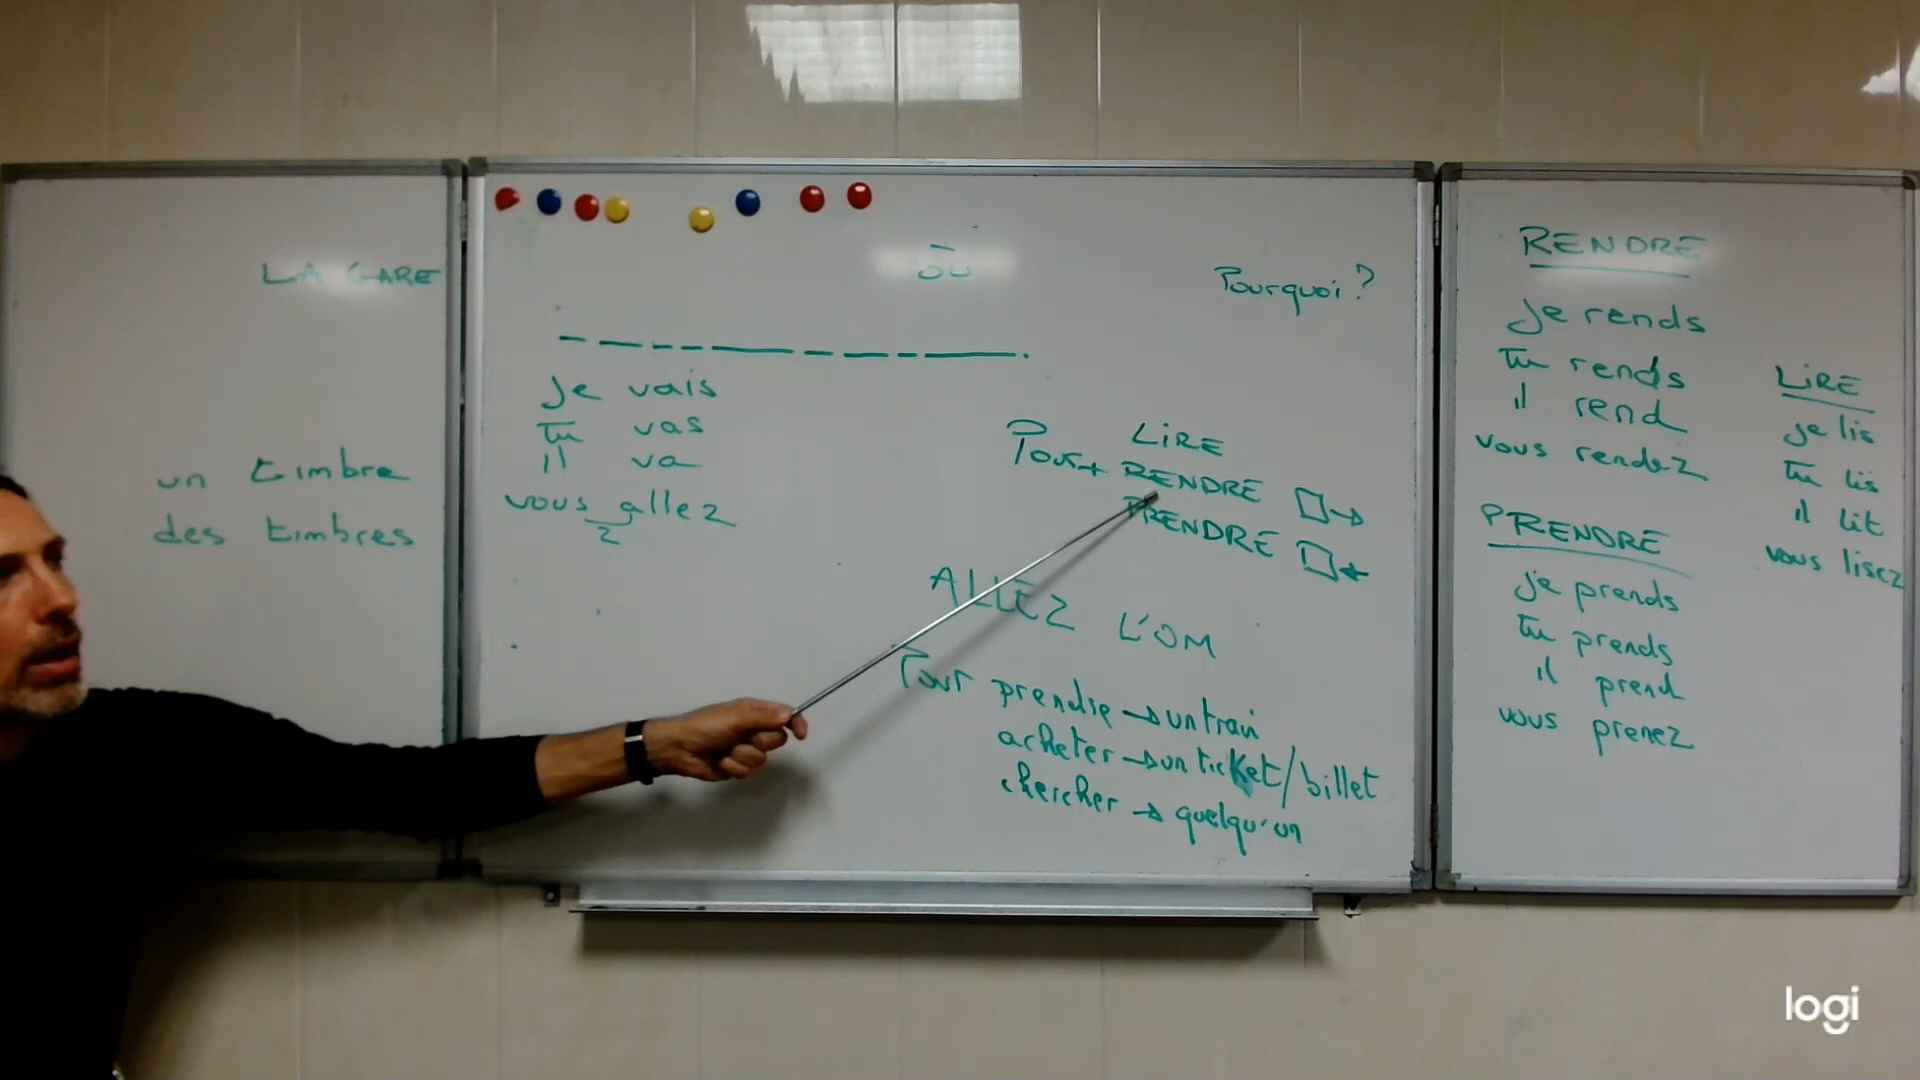 LA GARE
un timbre
des timbres
où
Pourquoi ?
je vais
tu vas
il va
vous allez
z
LIRE
Pour + RENDRE
PRENDRE
ALLEZ L'OM
Pour prendre → un train
acheter → un ticket/billet
chercher → quelqu'un
RENDRE
je rends
tu rends
il rend
vous rendez
PRENDRE
je prends
tu prends
il prend
vous prenez
LIRE
je lis
tu lis
il lit
vous lisez
logi